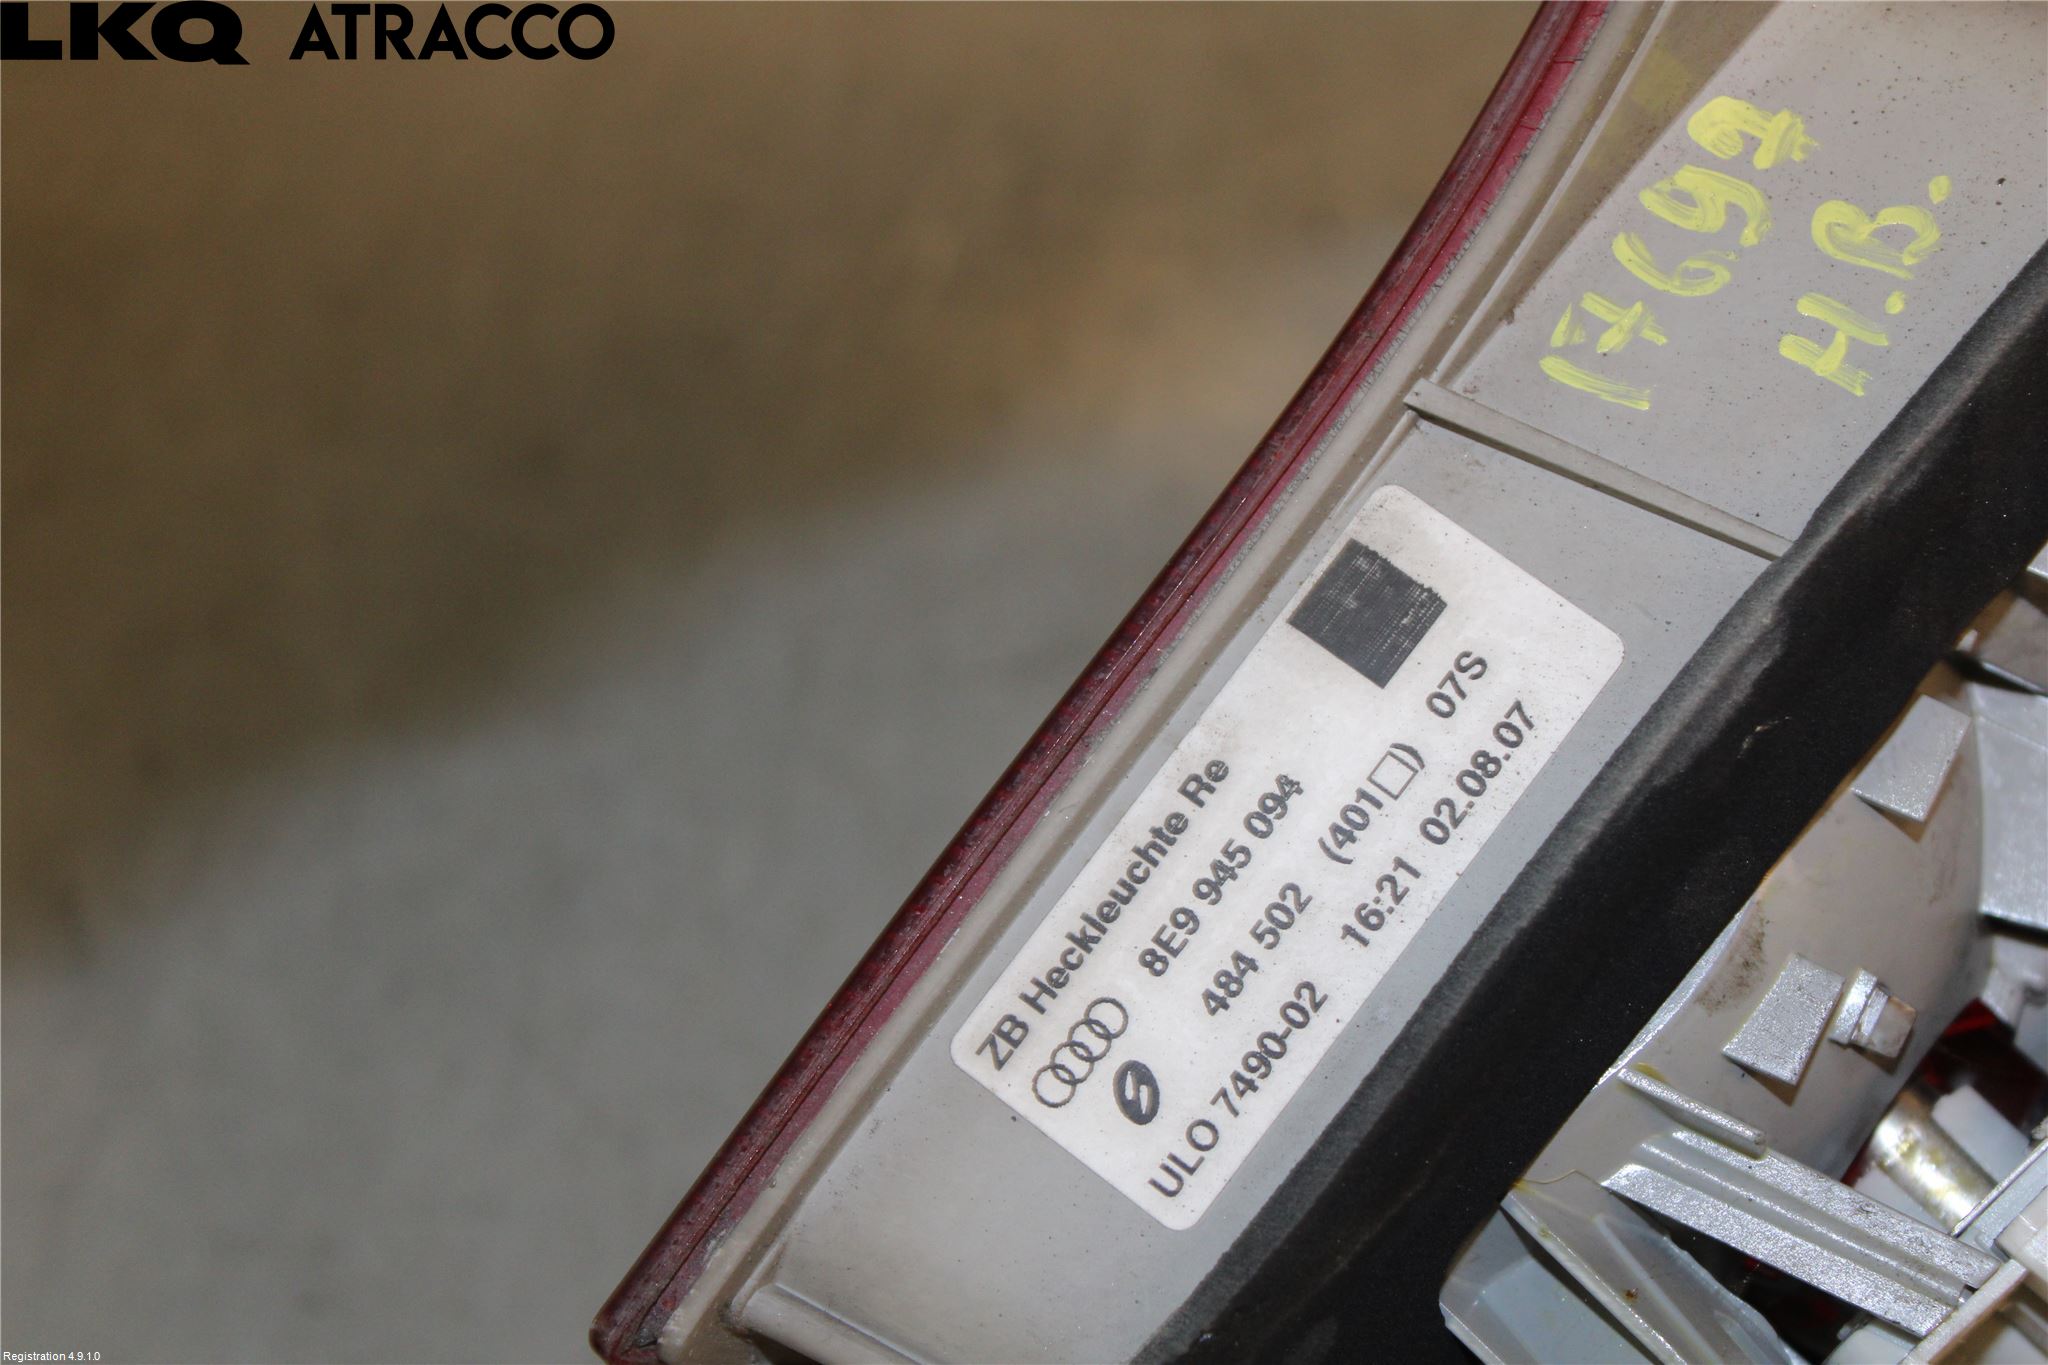 LKQ ATRACCO
17697
H.B.
ZB Heckleuchte Re
8E9 945 094
484 502 (401□) 07S
ULO 7490-02 16:21 02.08.07
Registration 4.9.1.0